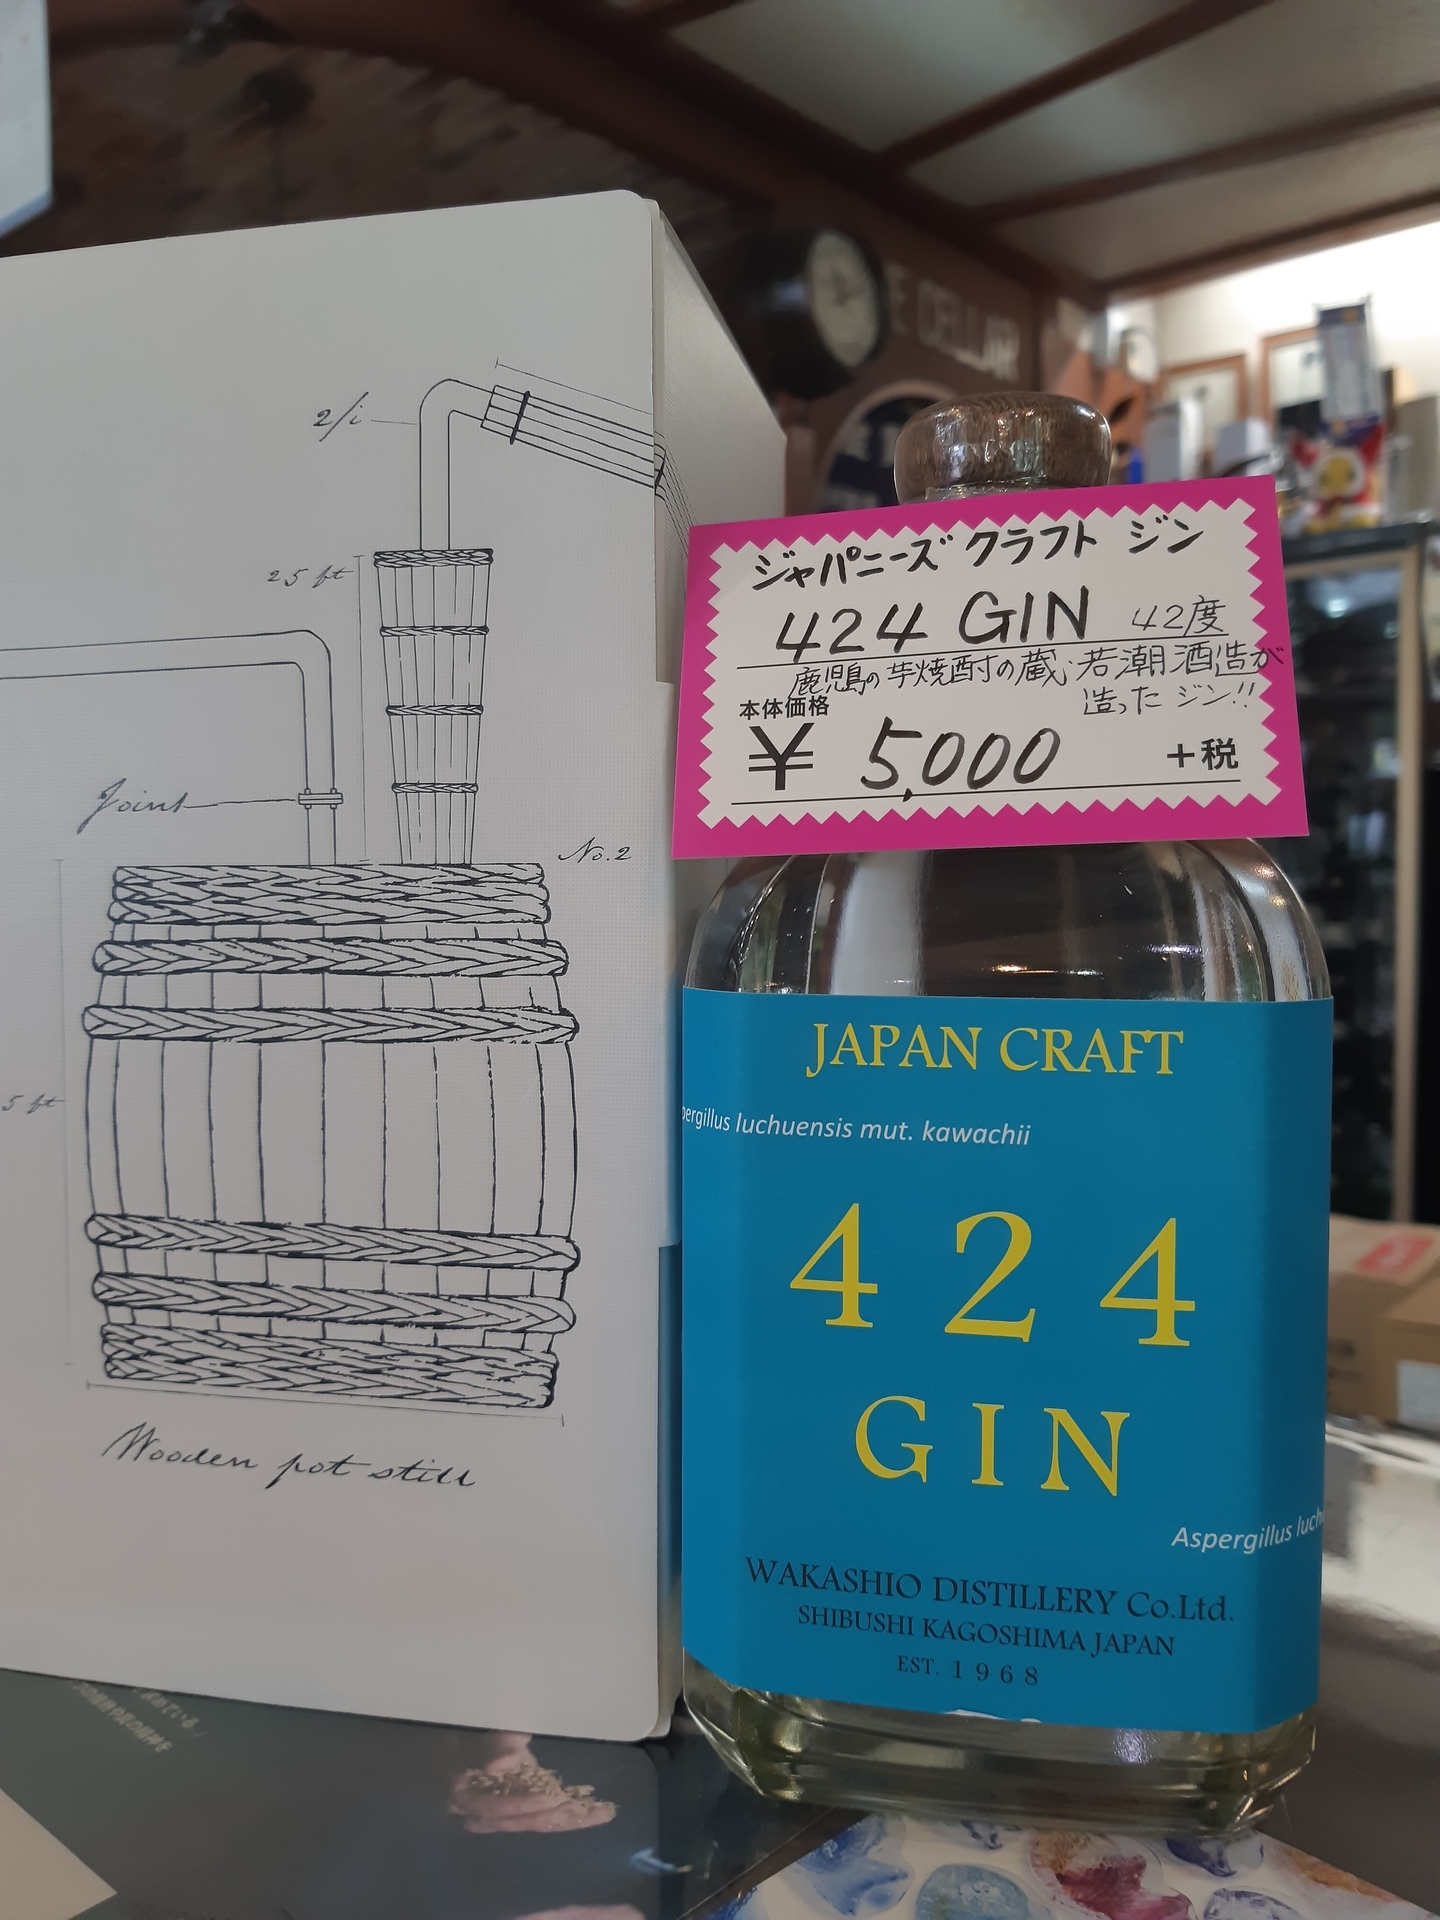 2/i
25 ft
Joint
No.2
5 ft
Wooden pot still
E CELLAR
ジャパニーズ クラフト ジン
424 GIN 42度
鹿児島の芋焼酎の蔵・若潮酒造が
造った ジン!!
本体価格
¥ 5,000 +税
JAPAN CRAFT
pergillus luchuensis mut. kawachii
424
GIN
Aspergillus luch
WAKASHIO DISTILLERY Co.Ltd.
SHIBUSHI KAGOSHIMA JAPAN
EST. 1968